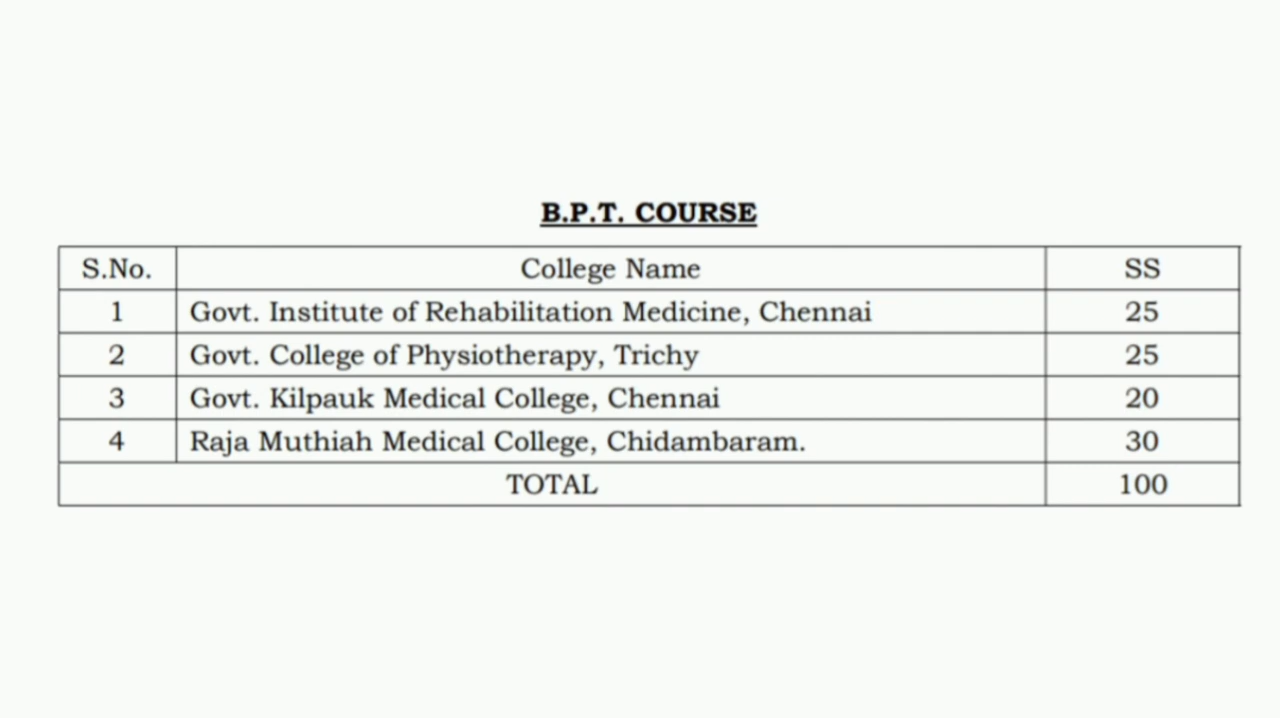 B.P.T. COURSE
S.No. College Name SS
1 Govt. Institute of Rehabilitation Medicine, Chennai 25
2 Govt. College of Physiotherapy, Trichy 25
3 Govt. Kilpauk Medical College, Chennai 20
4 Raja Muthiah Medical College, Chidambaram. 30
TOTAL 100